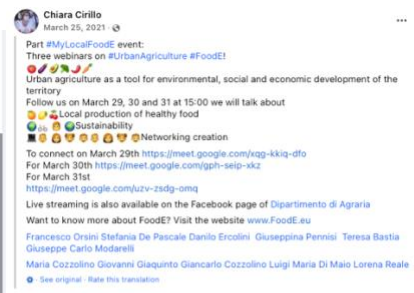 Chiara Cirillo
March 25, 2021 ·
Part #MyLocalFoodE event:
Three webinars on #UrbanAgriculture #FoodE!
Urban agriculture as a tool for environmental, social and economic development of the
territory
Follow us on March 29, 30 and 31 at 15:00 we will talk about
Local production of healthy food
Sustainability
Networking creation
To connect on March 29th https://meet.google.com/xqg-kkiq-dfo
For March 30th https://meet.google.com/gph-seip-xkz
For March 31st
https://meet.google.com/uzv-zsdg-omq
Live streaming is also available on the Facebook page of Dipartimento di Agraria
Want to know more about FoodE? Visit the website www.FoodE.eu
Francesco Orsini Stefania De Pascale Danilo Ercolini Giuseppina Pennisi Teresa Bastia
Giuseppe Carlo Modarelli
Maria Cozzolino Giovanni Giaquinto Giancarlo Cozzolino Luigi Maria Di Maio Lorena Reale
· See original · Rate this translation